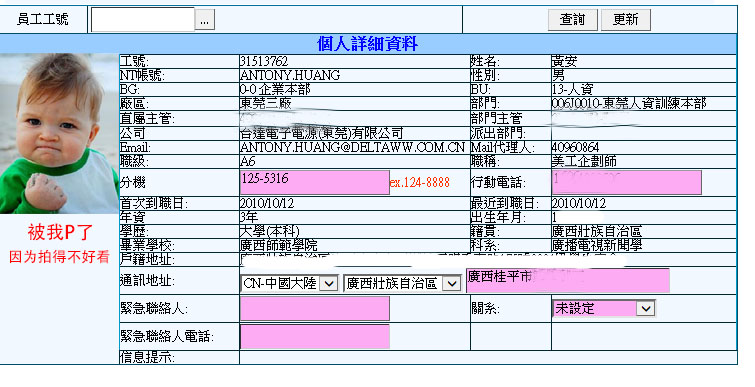 員工工號 ... 查詢 更新
個人詳細資料
工號: 31513762 姓名: 黃安
NT帳號: ANTONY.HUANG 性別: 男
BG: 0-0 企業本部 BU: 13-人資
廠區: 東莞三廠 部門: 006J0010-東莞人資訓練本部
直屬主管: 部門主管
公司 台達電子電源(東莞)有限公司 派出部門:
Email: ANTONY.HUANG@DELTAWW.COM.CN Mail代理人: 40960864
職級: A6 職稱: 美工企劃師
分機 125-5316 ex.124-8888 行動電話: 1
首次到職日: 2010/10/12 最近到職日: 2010/10/12
年資 3年 出生年月: 1
學歷: 大學(本科) 籍貫: 廣西壯族自治區
畢業學校: 廣西師範學院 科系: 廣播電視新聞學
戶籍地址:
通訊地址: CN-中國大陸 廣西壯族自治區 廣西桂平市
緊急聯絡人: 關系: 未設定
緊急聯絡人電話:
信息提示:
被我P了
因为拍得不好看